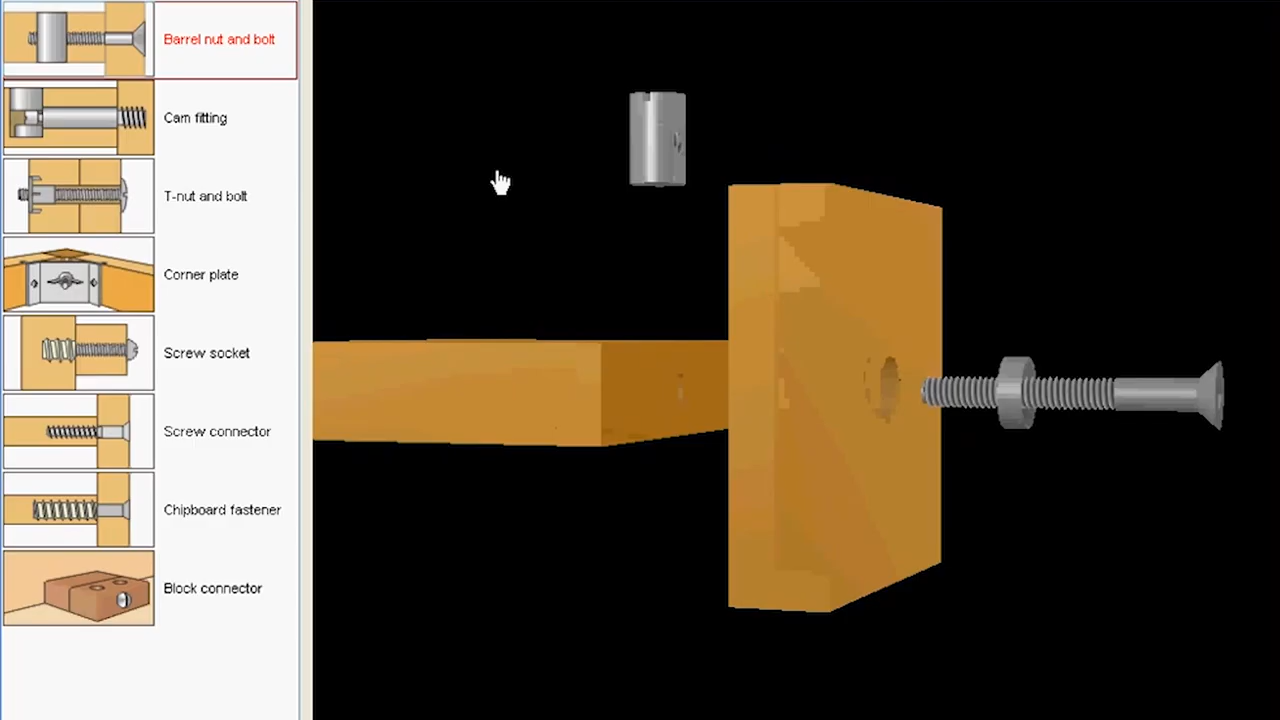 Barrel nut and bolt
Cam fitting
T-nut and bolt
Corner plate
Screw socket
Screw connector
Chipboard fastener
Block connector